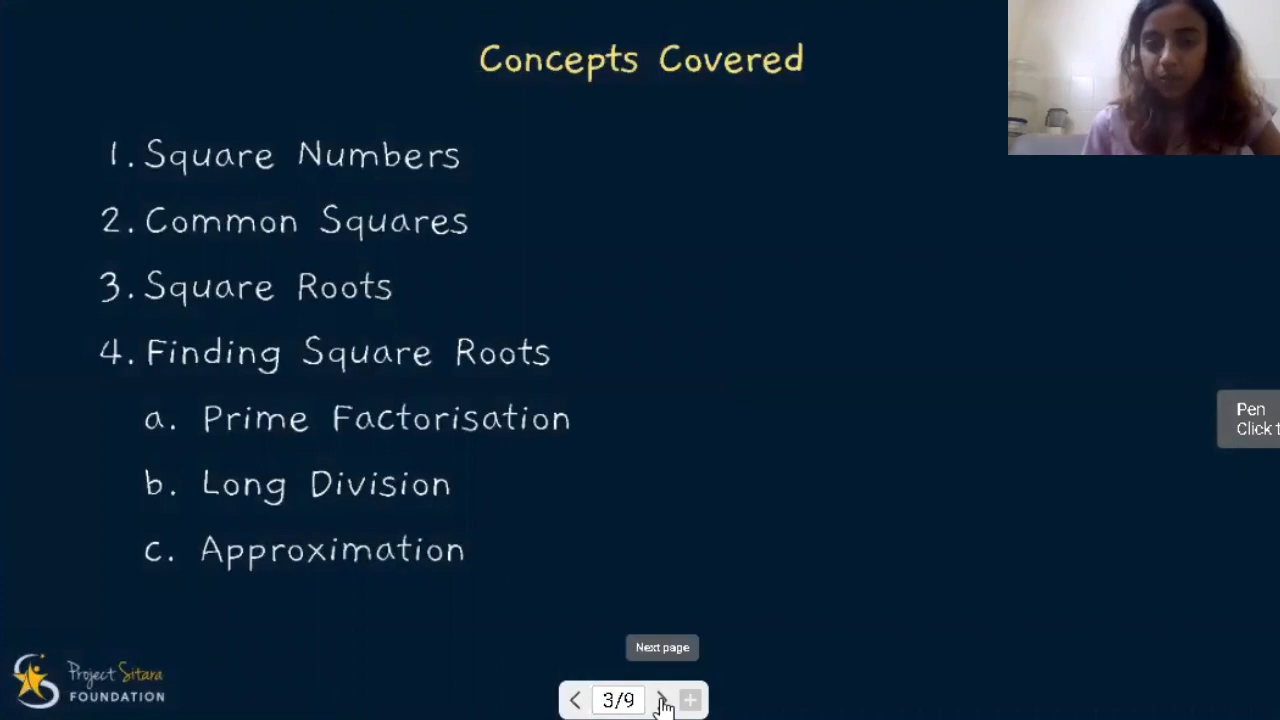 Concepts Covered
1. Square Numbers
2. Common Squares
3. Square Roots
4. Finding Square Roots
a. Prime Factorisation
b. Long Division
c. Approximation
Pen
Click t
Next page
3/9
Project Sitara
FOUNDATION